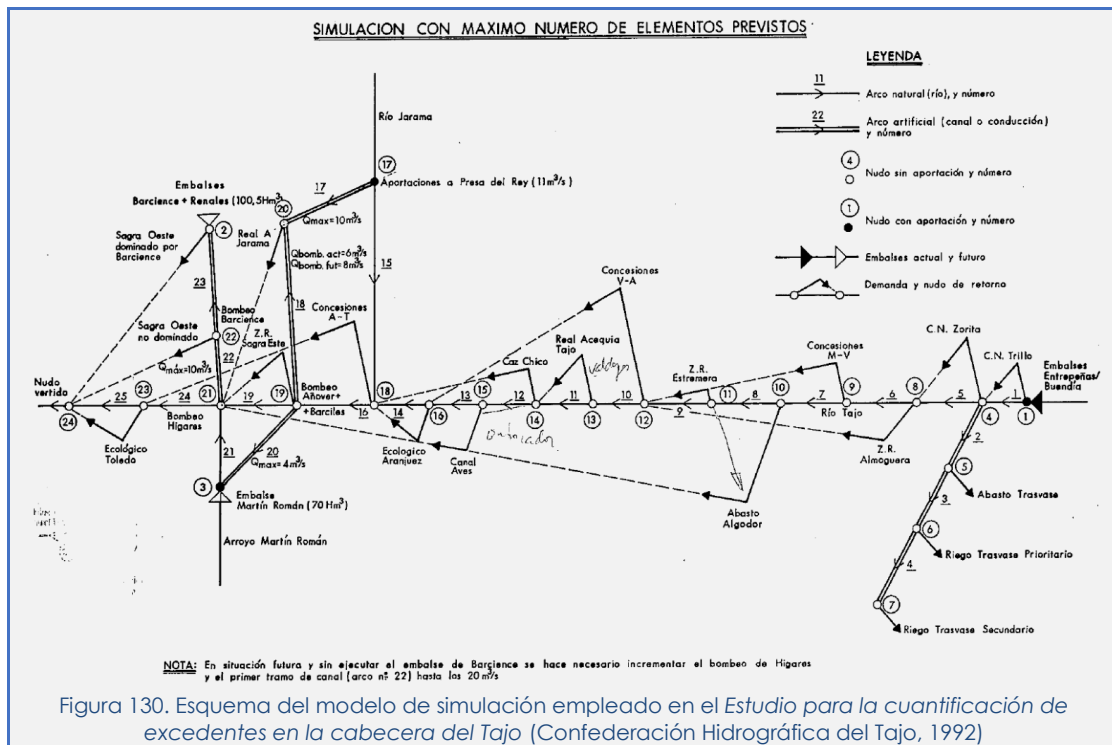 SIMULACION CON MAXIMO NUMERO DE ELEMENTOS PREVISTOS
LEYENDA
11
Arco natural (río), y número
22
Arco artificial (canal o conducción)
y número
4
Nudo sin aportación y número
1
Nudo con aportación y número
Embalses actual y futuro
Demanda y nudo de retorno
Río Jarama
17
Aportaciones a Presa del Rey (11m³/s)
17
Qmax=10m³/s
20
Embalses
Barcience + Renales (100,5Hm³)
2
Sagra Oeste
dominado por
Barcience
Real A
Jarama
Qbomb. act=6m³/s
Qbomb. fut=8m³/s
15
23
18
Bombeo
Barcience
22
Sagra Oeste
no dominado
Qmáx=10m³/s
22
Z.R.
Sagra Este
Concesiones
A-T
Concesiones
V-A
Real Acequia
Tajo
Caz Chico
Z.R.
Estremera
Concesiones
M-V
C.N. Zorita
C.N. Trillo
Embalses
Entrepeñas/
Buendía
Nudo
vertido
24
25
23
24
21
Bombeo
Higares
19
19
Bombeo
Añover+
+Barciles
16
18
14
16
13
15
12
14
11
13
10
12
9
11
8
10
7
9
Río Tajo
6
8
5
4
1
1
Ecológico
Toledo
21
20
Qmax=4m³/s
Ecológico
Aranjuez
Canal
Aves
Abasto
Algodor
Z.R.
Almoguera
2
5
Abasto Trasvase
3
6
Riego Trasvase Prioritario
4
7
Riego Trasvase Secundario
3
Embalse
Martín Román (70Hm³)
Arroyo Martín Román
NOTA: En situación futura y sin ejecutar el embalse de Barcience se hace necesario incrementar el bombeo de Higares
y el primer tramo de canal (arco nº 22) hasta los 20m³/s
Figura 130. Esquema del modelo de simulación empleado en el Estudio para la cuantificación de
excedentes en la cabecera del Tajo (Confederación Hidrográfica del Tajo, 1992)